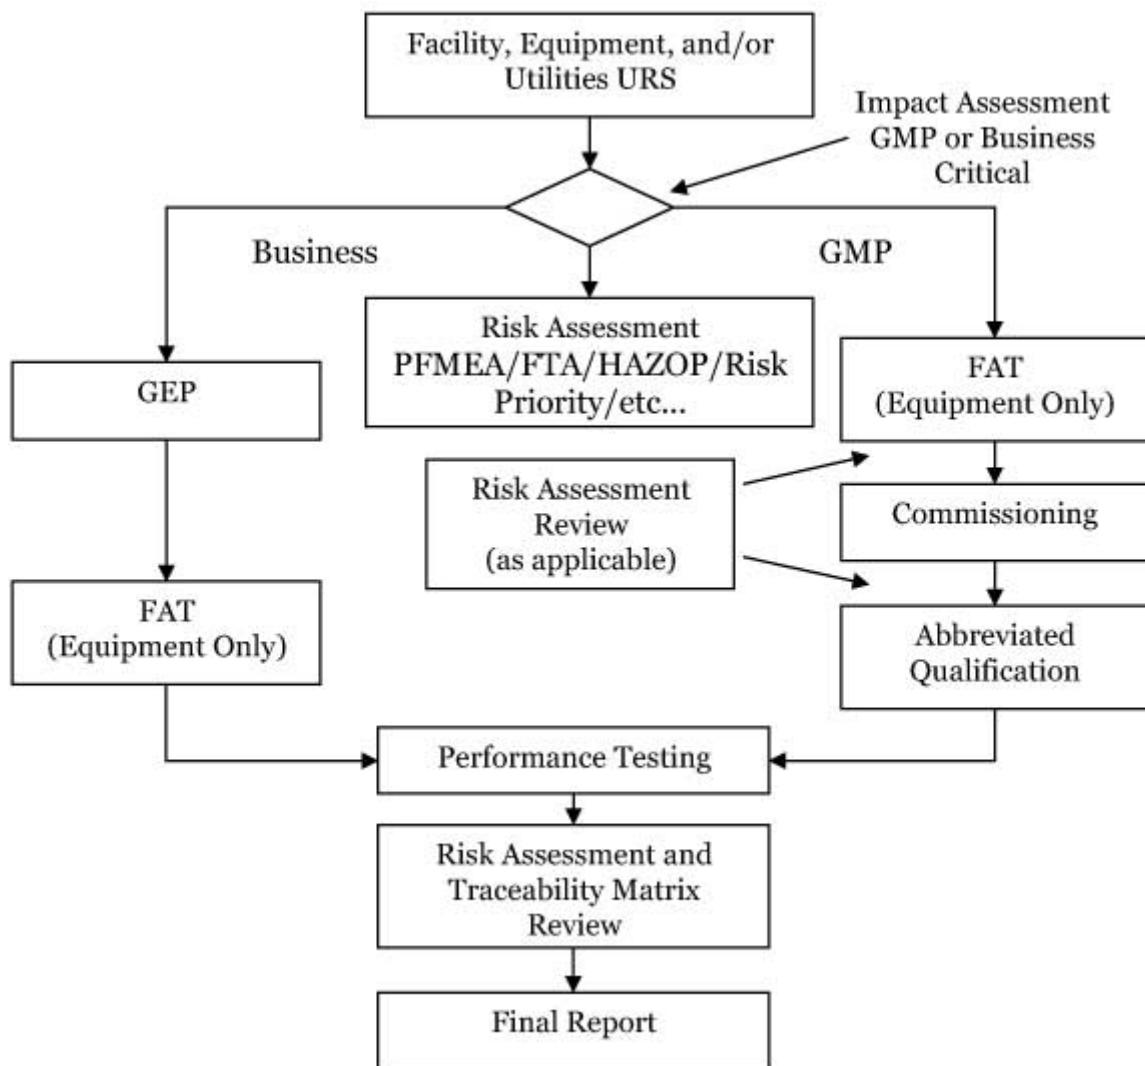 Facility, Equipment, and/or
Utilities URS
Impact Assessment
GMP or Business
Critical
Business
GMP
Risk Assessment
PFMEA/FTA/HAZOP/Risk
Priority/etc...
GEP
FAT
(Equipment Only)
Risk Assessment
Review
(as applicable)
Commissioning
FAT
(Equipment Only)
Abbreviated
Qualification
Performance Testing
Risk Assessment and
Traceability Matrix
Review
Final Report